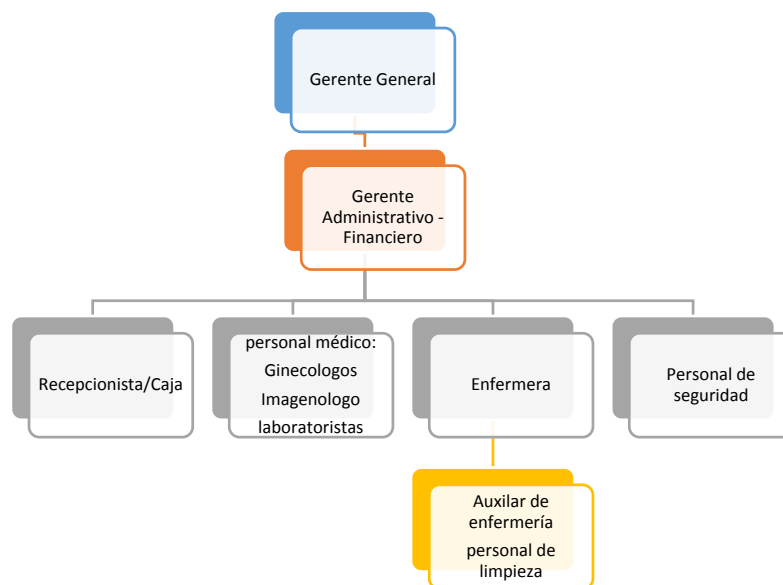 Gerente General
Gerente
Administrativo -
Financiero
Recepcionista/Caja
personal médico:
Ginecologos
Imagenologo
laboratoristas
Enfermera
Personal de
seguridad
Auxilar de
enfermería
personal de
limpieza